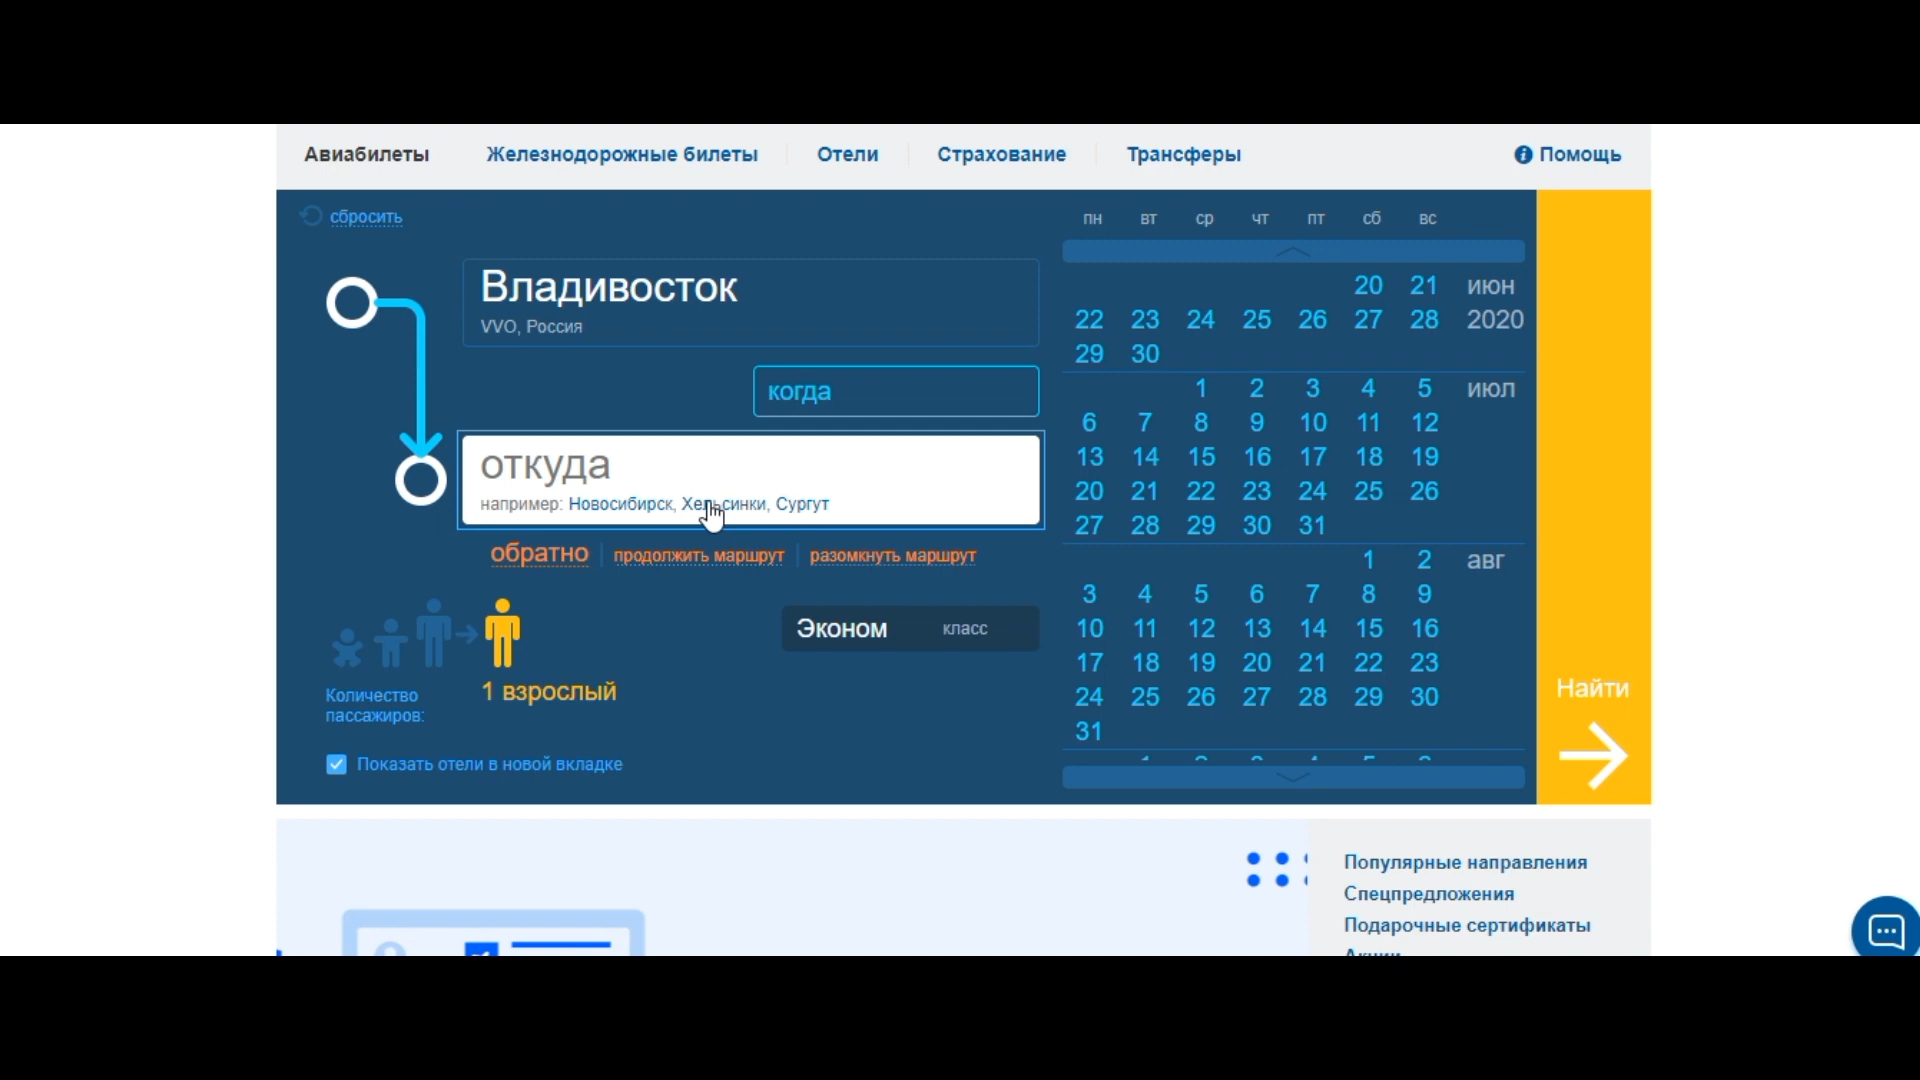 Авиабилеты Железнодорожные билеты Отели Страхование Трансферы Помощь
сбросить
Владивосток
VVO, Россия
когда
откуда
например: Новосибирск, Хельсинки, Сургут
обратно продолжить маршрут разомкнуть маршрут
Эконом класс
1 взрослый
Количество
пассажиров:
Показать отели в новой вкладке
пн вт ср чт пт сб вс
20 21 июн
22 23 24 25 26 27 28 2020
29 30
1 2 3 4 5 июл
6 7 8 9 10 11 12
13 14 15 16 17 18 19
20 21 22 23 24 25 26
27 28 29 30 31
1 2 авг
3 4 5 6 7 8 9
10 11 12 13 14 15 16
17 18 19 20 21 22 23
24 25 26 27 28 29 30
31
Найти
Популярные направления
Спецпредложения
Подарочные сертификаты